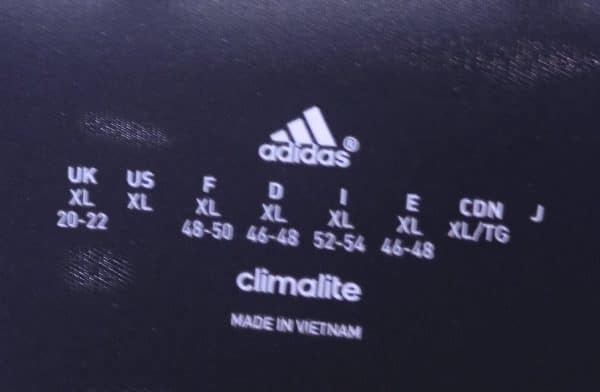 adidas®
UK US F D I E CDN J
XL XL XL XL XL XL XL/TG
20-22 48-50 46-48 52-54 46-48
climalite
MADE IN VIETNAM